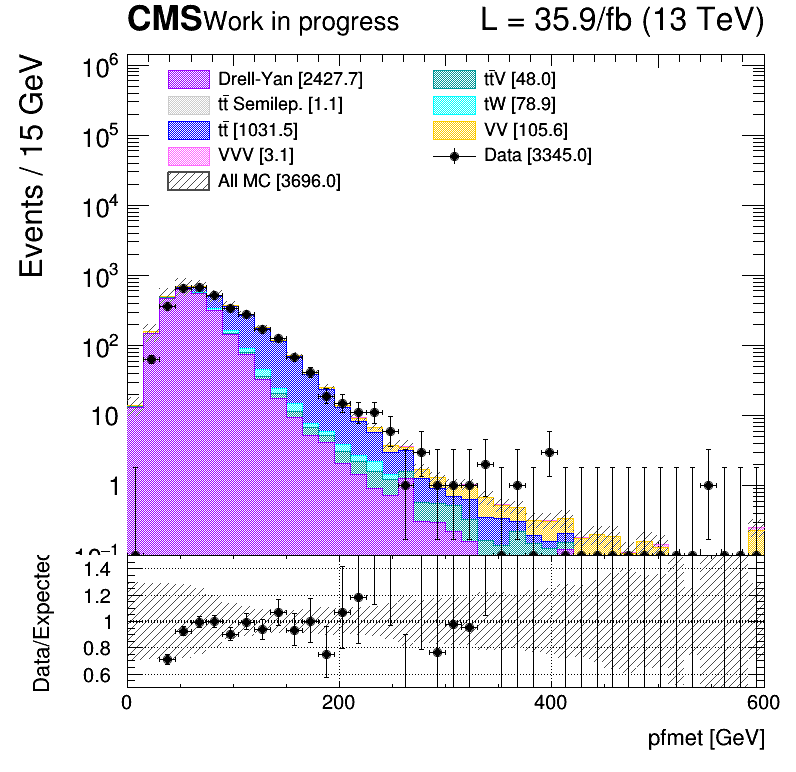 CMS Work in progress L = 35.9/fb (13 TeV)
Events / 15 GeV
Drell-Yan [2427.7]
tt̄ Semilep. [1.1]
tt̄ [1031.5]
VVV [3.1]
All MC [3696.0]
tt̄V [48.0]
tW [78.9]
VV [105.6]
Data [3345.0]
10⁶
10⁵
10⁴
10³
10²
10
1
10⁻¹
Data/Expected
1.4
1.2
1
0.8
0.6
0 200 400 600
pfmet [GeV]